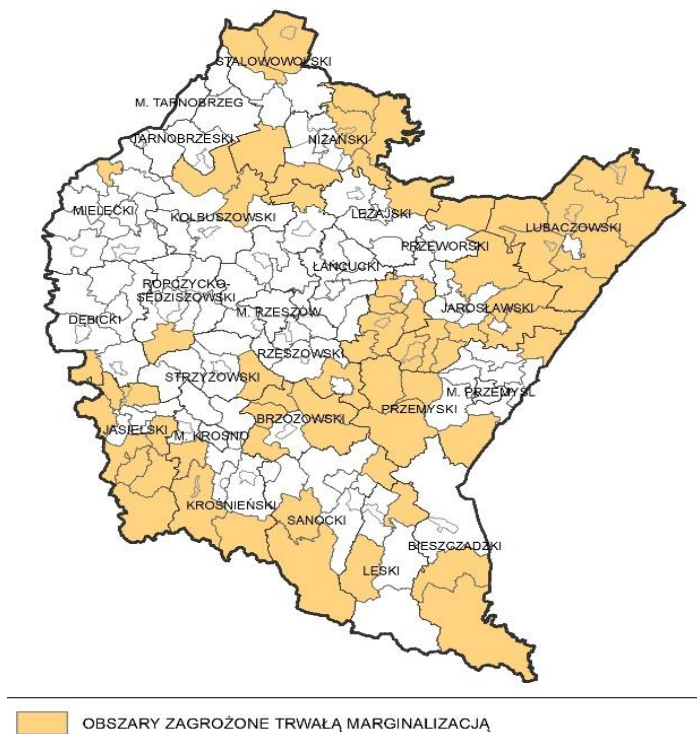 STALOWOWOLSKI
M. TARNOBRZEG
TARNOBRZESKI
NIŻAŃSKI
MIELECKI
KOLBUSZOWSKI
LEŻAJSKI
LUBACZOWSKI
PRZEWORSKI
ŁAŃCUCKI
ROPCZYCKO-
SĘDZISZOWSKI
JAROSŁAWSKI
DĘBICKI
M. RZESZÓW
RZESZOWSKI
STRZYŻOWSKI
M. PRZEMYŚL
PRZEMYSKI
BRZOZOWSKI
JASIELSKI
M. KROSNO
KROŚNIEŃSKI
SANOCKI
BIESZCZADZKI
LESKI
OBSZARY ZAGROŻONE TRWAŁĄ MARGINALIZACJĄ